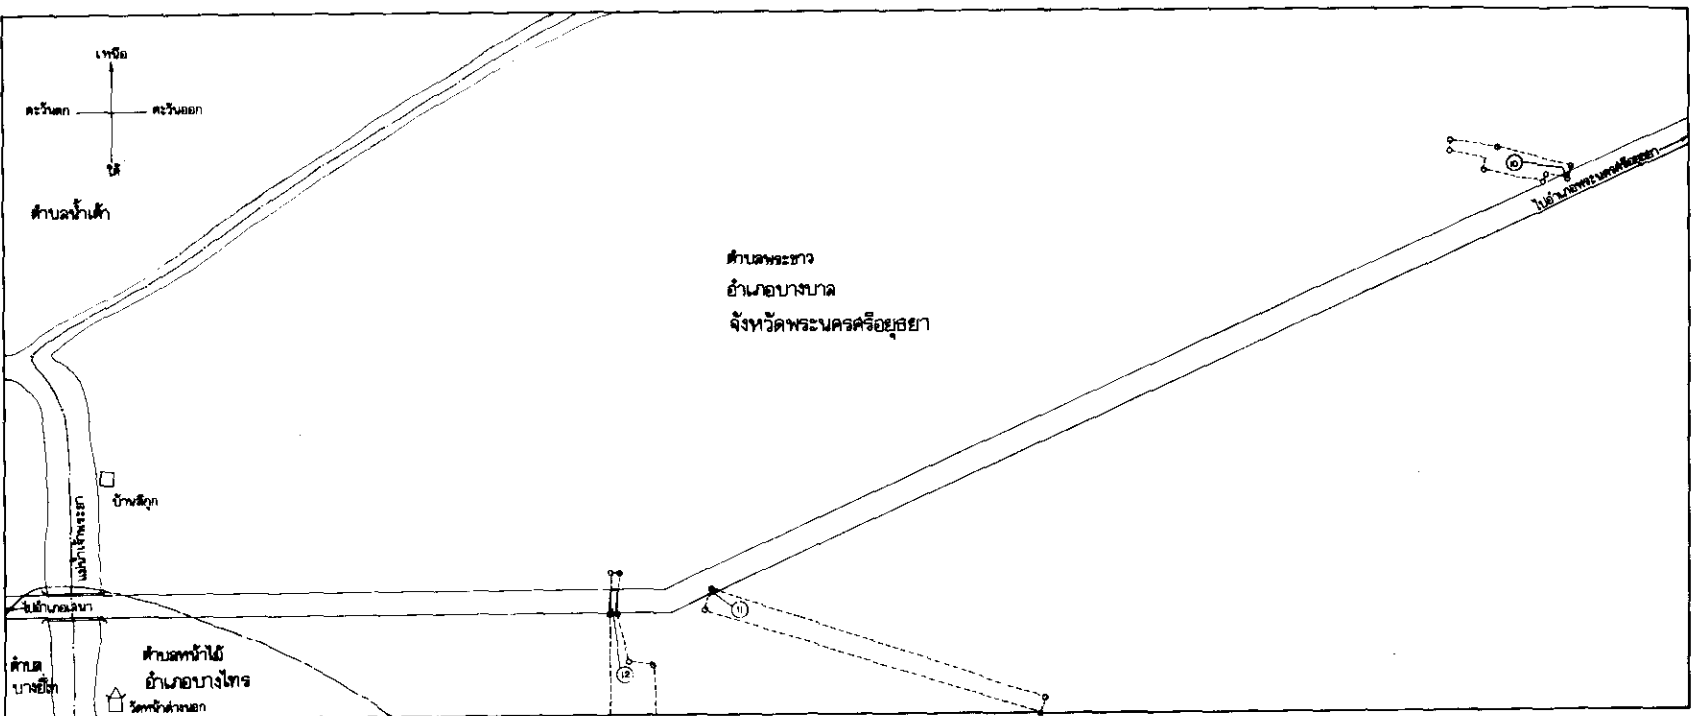 เหนือ
ตะวันตก ตะวันออก
ใต้
ตำบลน้ำเต้า
ตำบลพระขาว
อำเภอบางบาล
จังหวัดพระนครศรีอยุธยา
๑๐
ไปอำเภอพระนครศรีอยุธยา
บ้านสีกุก
แม่น้ำเจ้าพระยา
ไปอำเภอเสนา
๑๑
๑๒
ตำบล
บางยี่โท
ตำบลหน้าไม้
อำเภอบางไทร
วัดหน้าต่างนอก